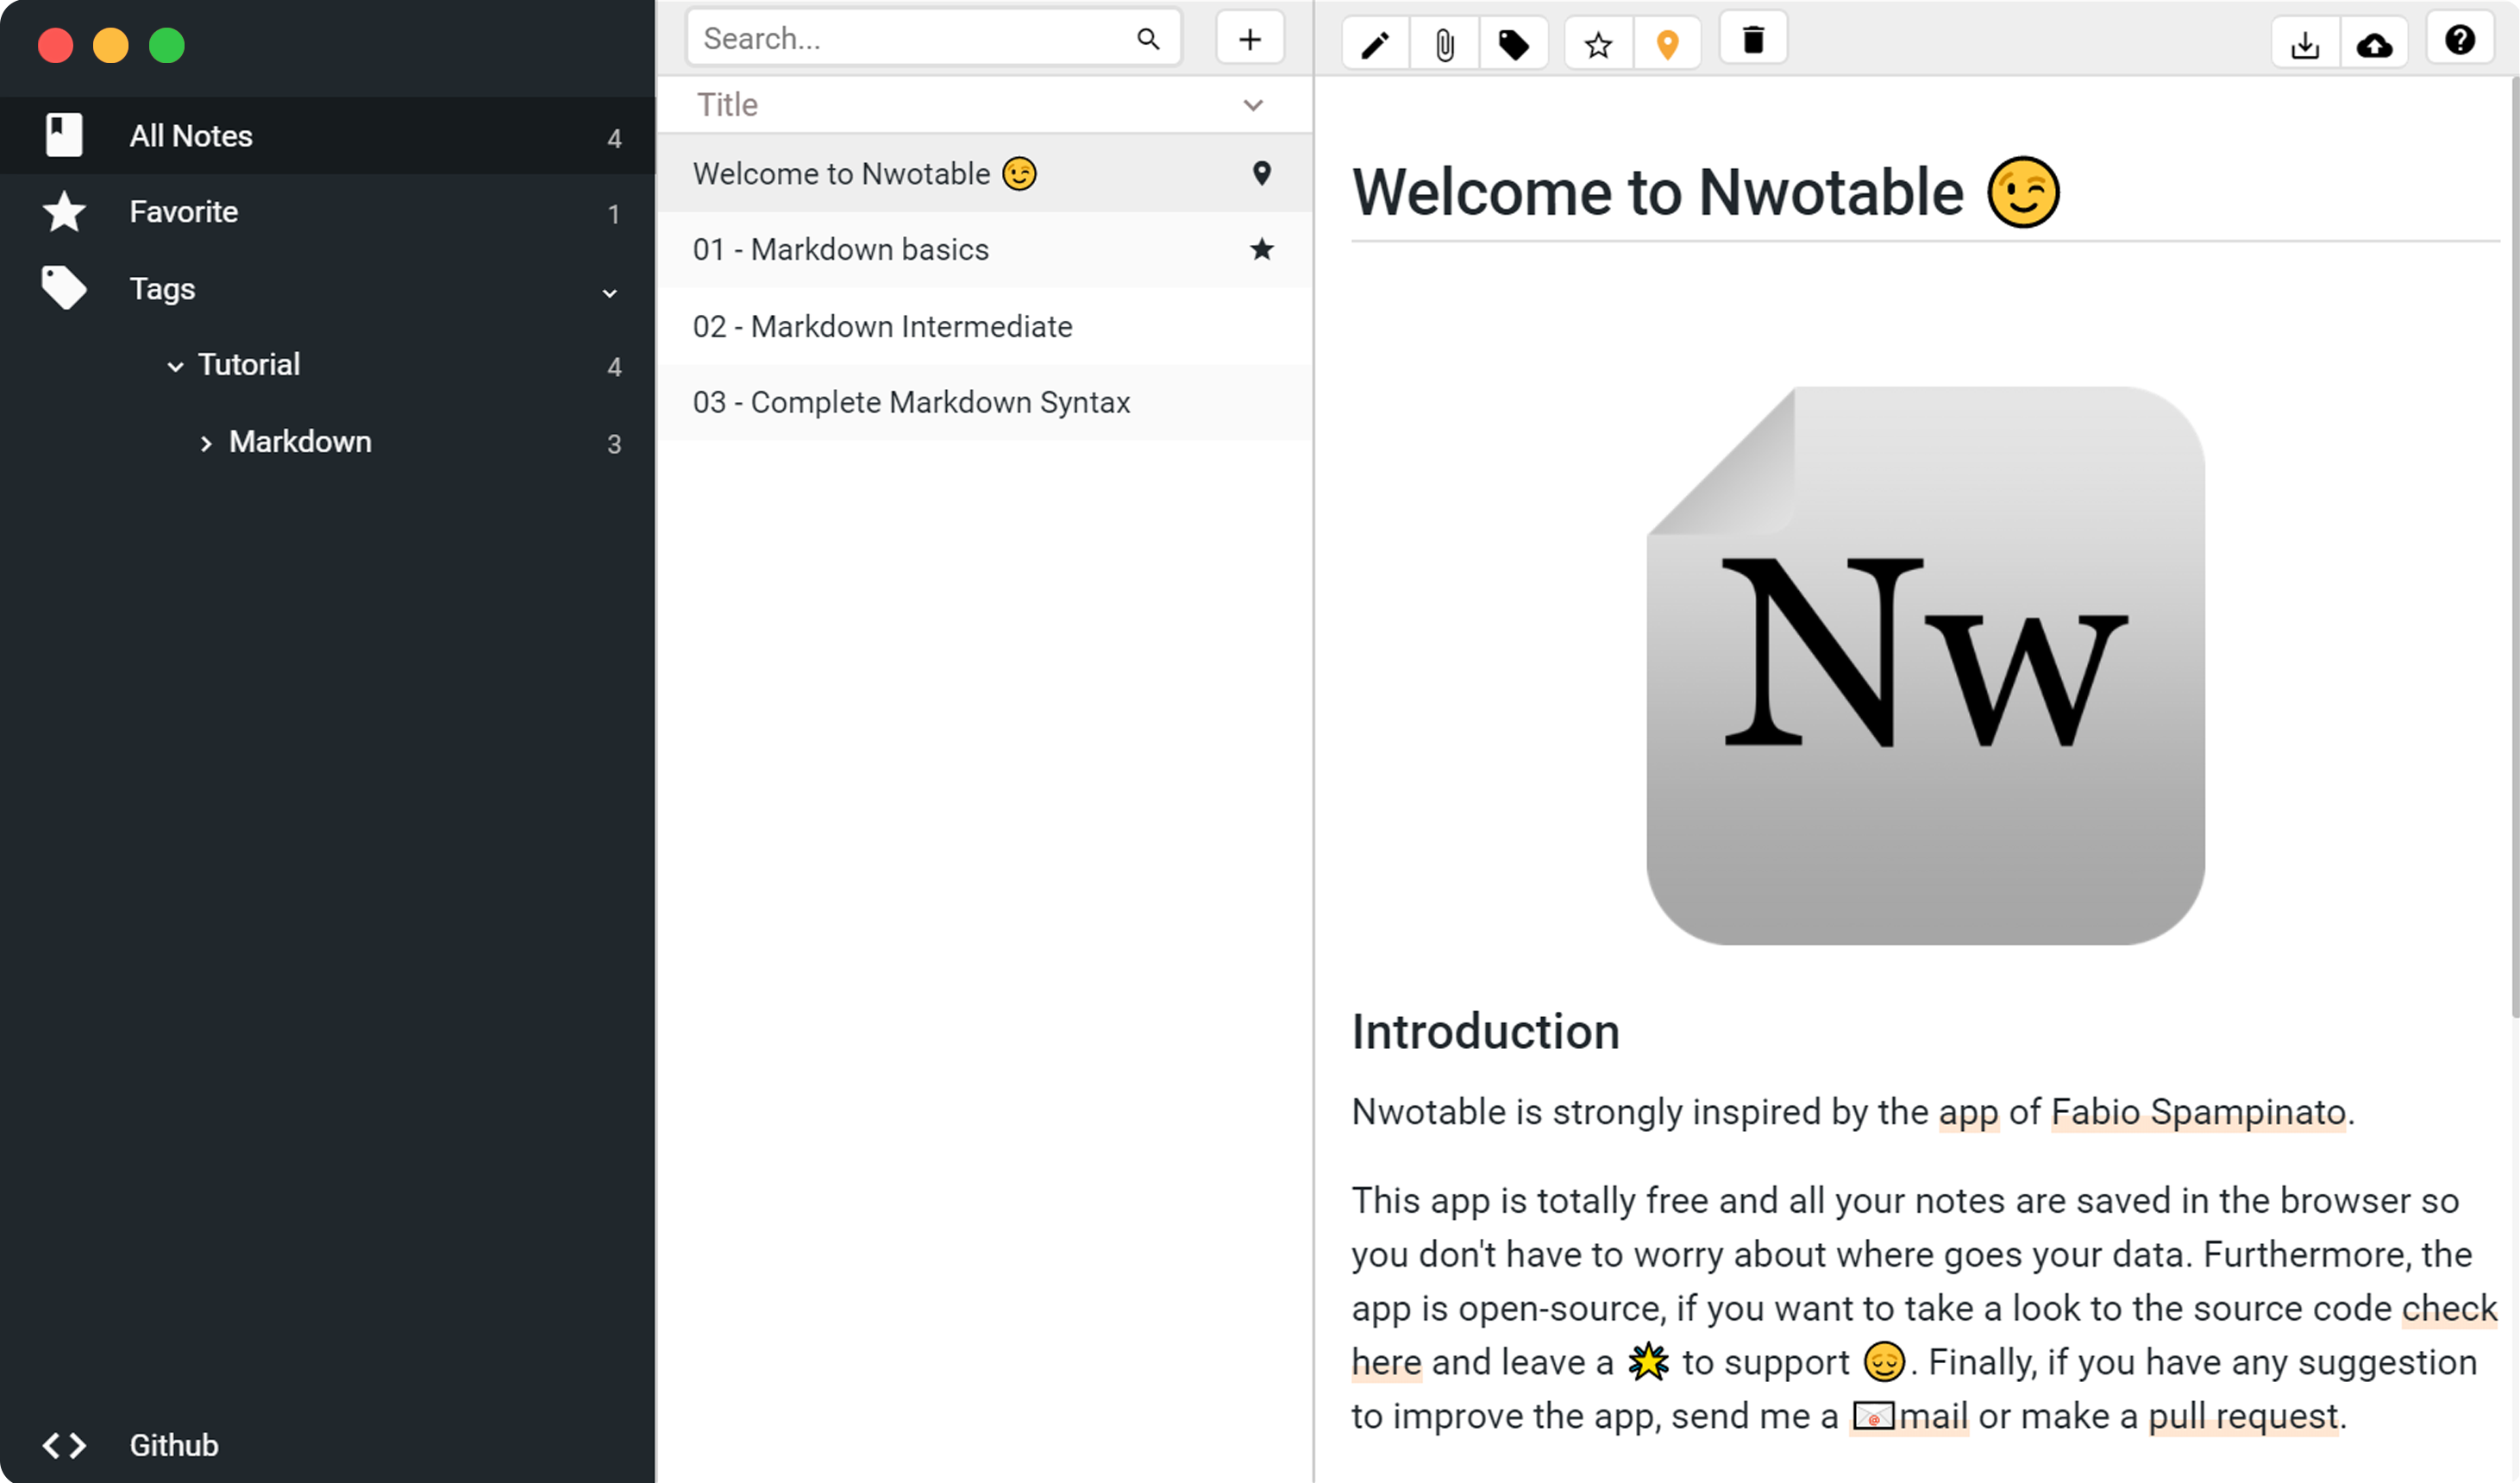 All Notes 4
Favorite 1
Tags
Tutorial 4
Markdown 3
Github
Search...
Title
Welcome to Nwotable 😉
01 - Markdown basics
02 - Markdown Intermediate
03 - Complete Markdown Syntax
Welcome to Nwotable 😉
Nw
Introduction
Nwotable is strongly inspired by the app of Fabio Spampinato.
This app is totally free and all your notes are saved in the browser so
you don't have to worry about where goes your data. Furthermore, the
app is open-source, if you want to take a look to the source code check
here and leave a 🌟 to support 😌. Finally, if you have any suggestion
to improve the app, send me a 📧mail or make a pull request.